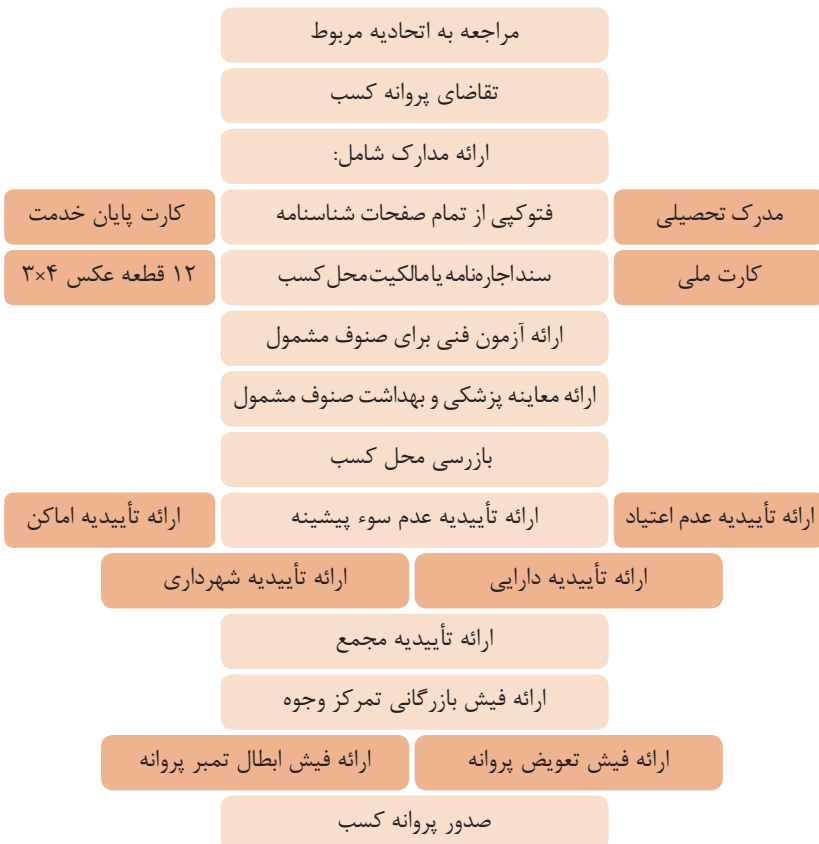 مراجعه به اتحادیه مربوط
تقاضای پروانه کسب
ارائه مدارک شامل:
مدرک تحصیلی
فتوکپی از تمام صفحات شناسنامه
کارت پایان خدمت
کارت ملی
سند اجاره‌نامه یا مالکیت محل کسب
۱۲ قطعه عکس ۴×۳
ارائه آزمون فنی برای صنوف مشمول
ارائه معاینه پزشکی و بهداشت صنوف مشمول
بازرسی محل کسب
ارائه تأییدیه عدم اعتیاد
ارائه تأییدیه عدم سوء پیشینه
ارائه تأییدیه اماکن
ارائه تأییدیه دارایی
ارائه تأییدیه شهرداری
ارائه تأییدیه مجمع
ارائه فیش بازرگانی تمرکز وجوه
ارائه فیش تعویض پروانه
ارائه فیش ابطال تمبر پروانه
صدور پروانه کسب